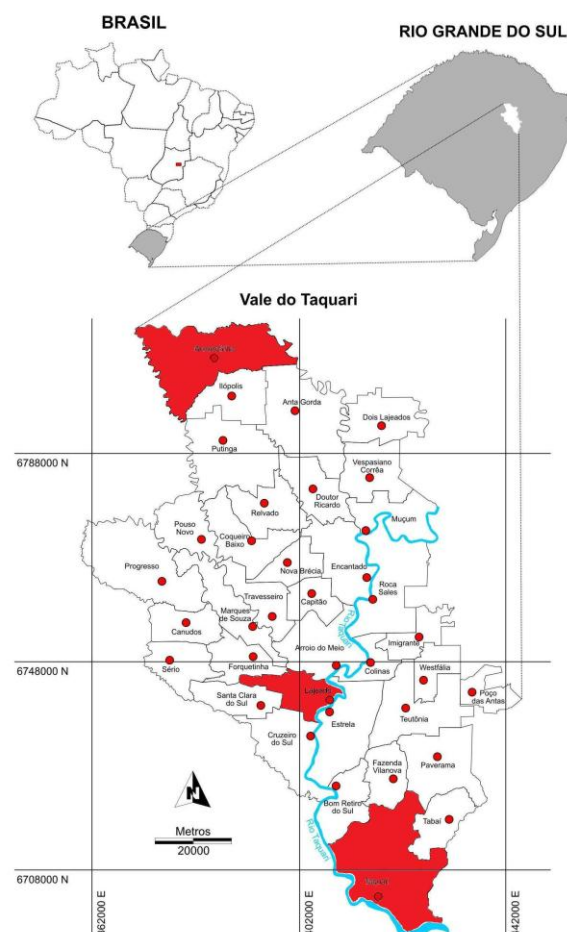 BRASIL
RIO GRANDE DO SUL
Vale do Taquari
Ilópolis
Anta Gorda
Dois Lajeados
Putinga
6788000 N
Vespasiano
Corrêa
Doutor
Ricardo
Relvado
Muçum
Pouso
Novo
Coqueiro
Baixo
Nova Brécia
Encantado
Progresso
Roca
Sales
Travesseiro
Capitão
Marques
de Souza
Rio Taquari
Canudos
Imigrante
Arroio do Meio
6748000 N
Sério
Forquetinha
Colinas
Westfália
Lajeado
Poço
das Antas
Santa Clara
do Sul
Estrela
Teutônia
Cruzeiro
do Sul
Fazenda
Vilanova
Paverama
Bom Retiro
do Sul
Tabaí
Metros
20000
Rio Taquari
6708000 N
Taquari
362000 E
402000 E
442000 E